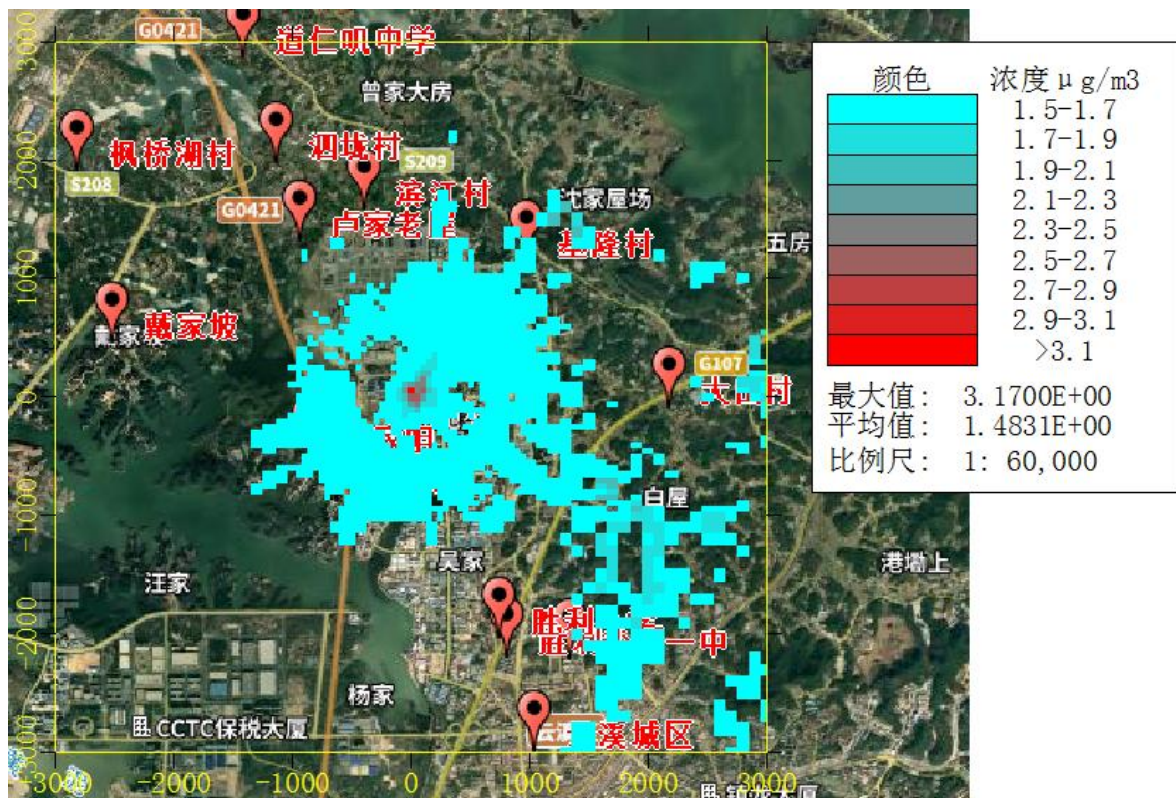 G0421
道仁矶中学
曾家大房
枫桥湖村
泗垅村
S209
S208
滨江村
G0421
卢家老屋
沈家屋场
基隆村
五房
戴家坡
G107
白屋
吴家
港墈上
汪家
胜利
一中
杨家
CCTC保税大厦
溪城区
3000
2000
1000
0
-1000
-2000
-3000
-3000
-2000
-1000
0
1000
2000
3000
颜色 浓度μg/m3
1.5-1.7
1.7-1.9
1.9-2.1
2.1-2.3
2.3-2.5
2.5-2.7
2.7-2.9
2.9-3.1
>3.1
最大值: 3.1700E+00
平均值: 1.4831E+00
比例尺: 1: 60,000